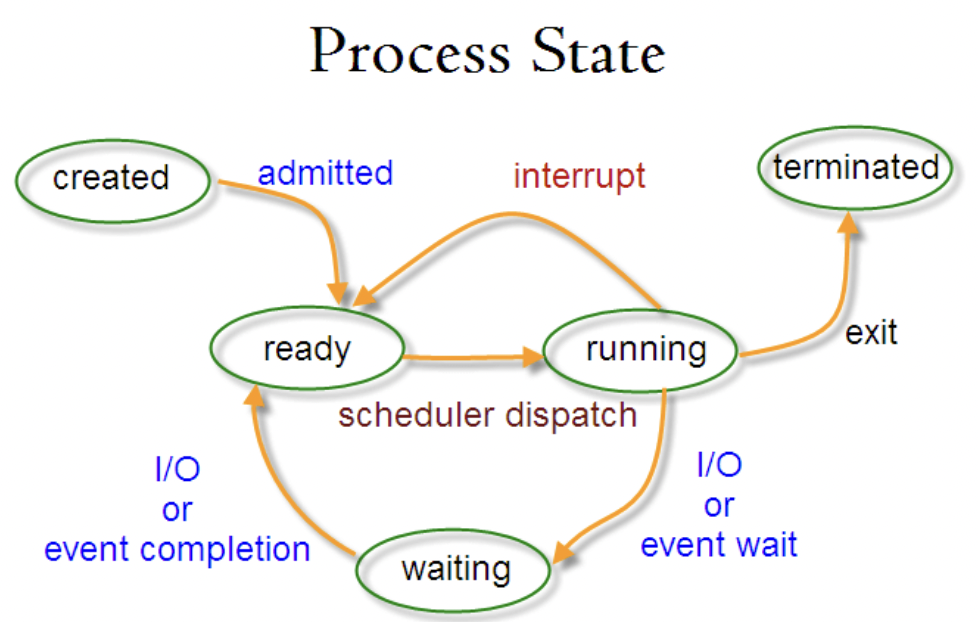 Process State
created
admitted
interrupt
terminated
ready
running
exit
scheduler dispatch
I/O
or
event completion
I/O
or
event wait
waiting